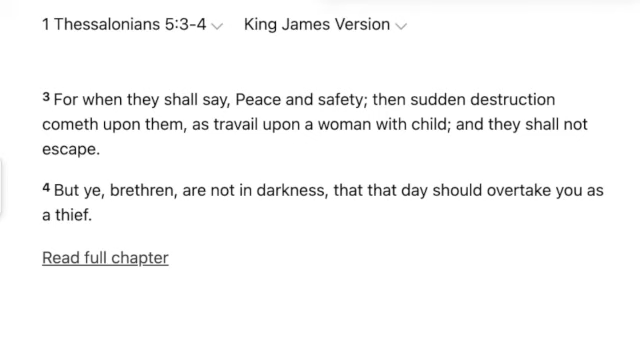 1 Thessalonians 5:3-4 King James Version
3 For when they shall say, Peace and safety; then sudden destruction
cometh upon them, as travail upon a woman with child; and they shall not
escape.
4 But ye, brethren, are not in darkness, that that day should overtake you as
a thief.
Read full chapter